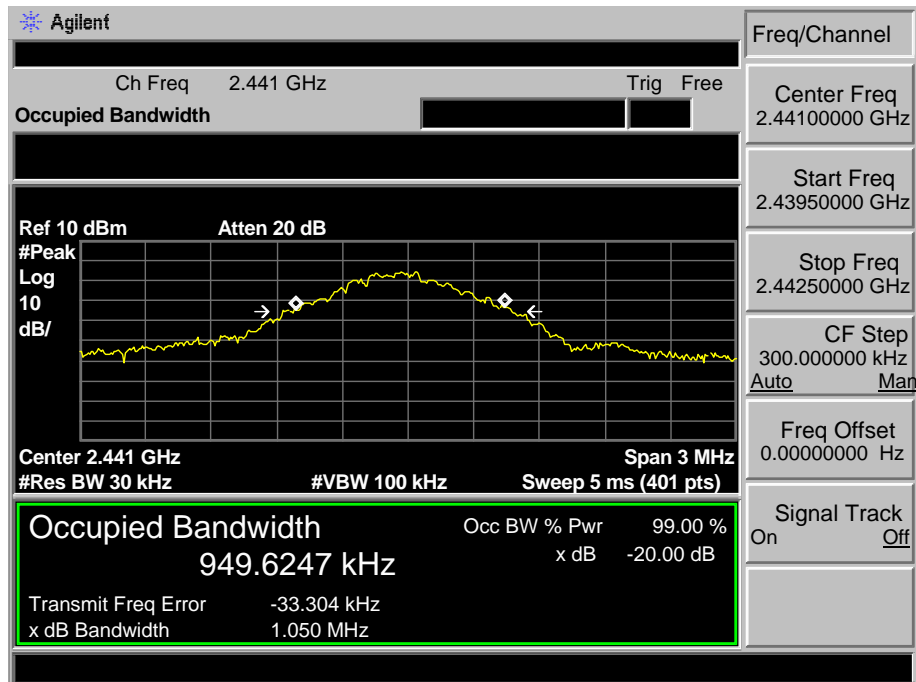 Agilent
Freq/Channel
Ch Freq 2.441 GHz Trig Free
Occupied Bandwidth
Center Freq
2.44100000 GHz
Start Freq
2.43950000 GHz
Stop Freq
2.44250000 GHz
CF Step
300.000000 kHz
Auto Man
Freq Offset
0.00000000 Hz
Signal Track
On Off
Ref 10 dBm Atten 20 dB
#Peak
Log
10
dB/
Center 2.441 GHz Span 3 MHz
#Res BW 30 kHz #VBW 100 kHz Sweep 5 ms (401 pts)
Occupied Bandwidth Occ BW % Pwr 99.00 %
949.6247 kHz x dB -20.00 dB
Transmit Freq Error -33.304 kHz
x dB Bandwidth 1.050 MHz